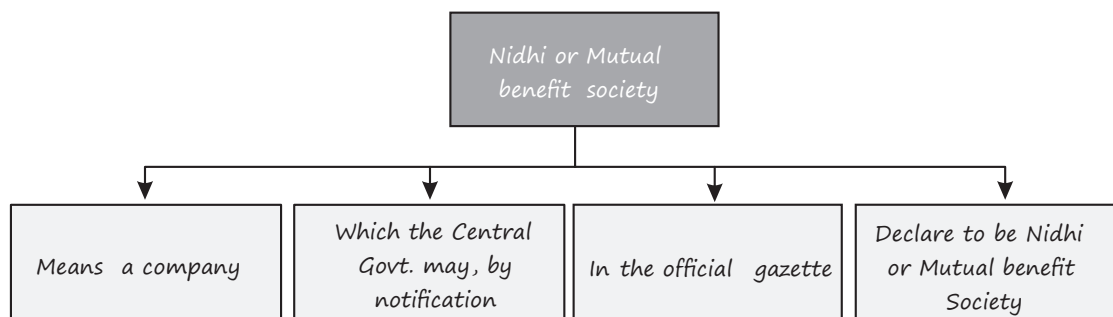 Nidhi or Mutual
benefit society
Means a company
Which the Central
Govt. may, by
notification
In the official gazette
Declare to be Nidhi
or Mutual benefit
Society